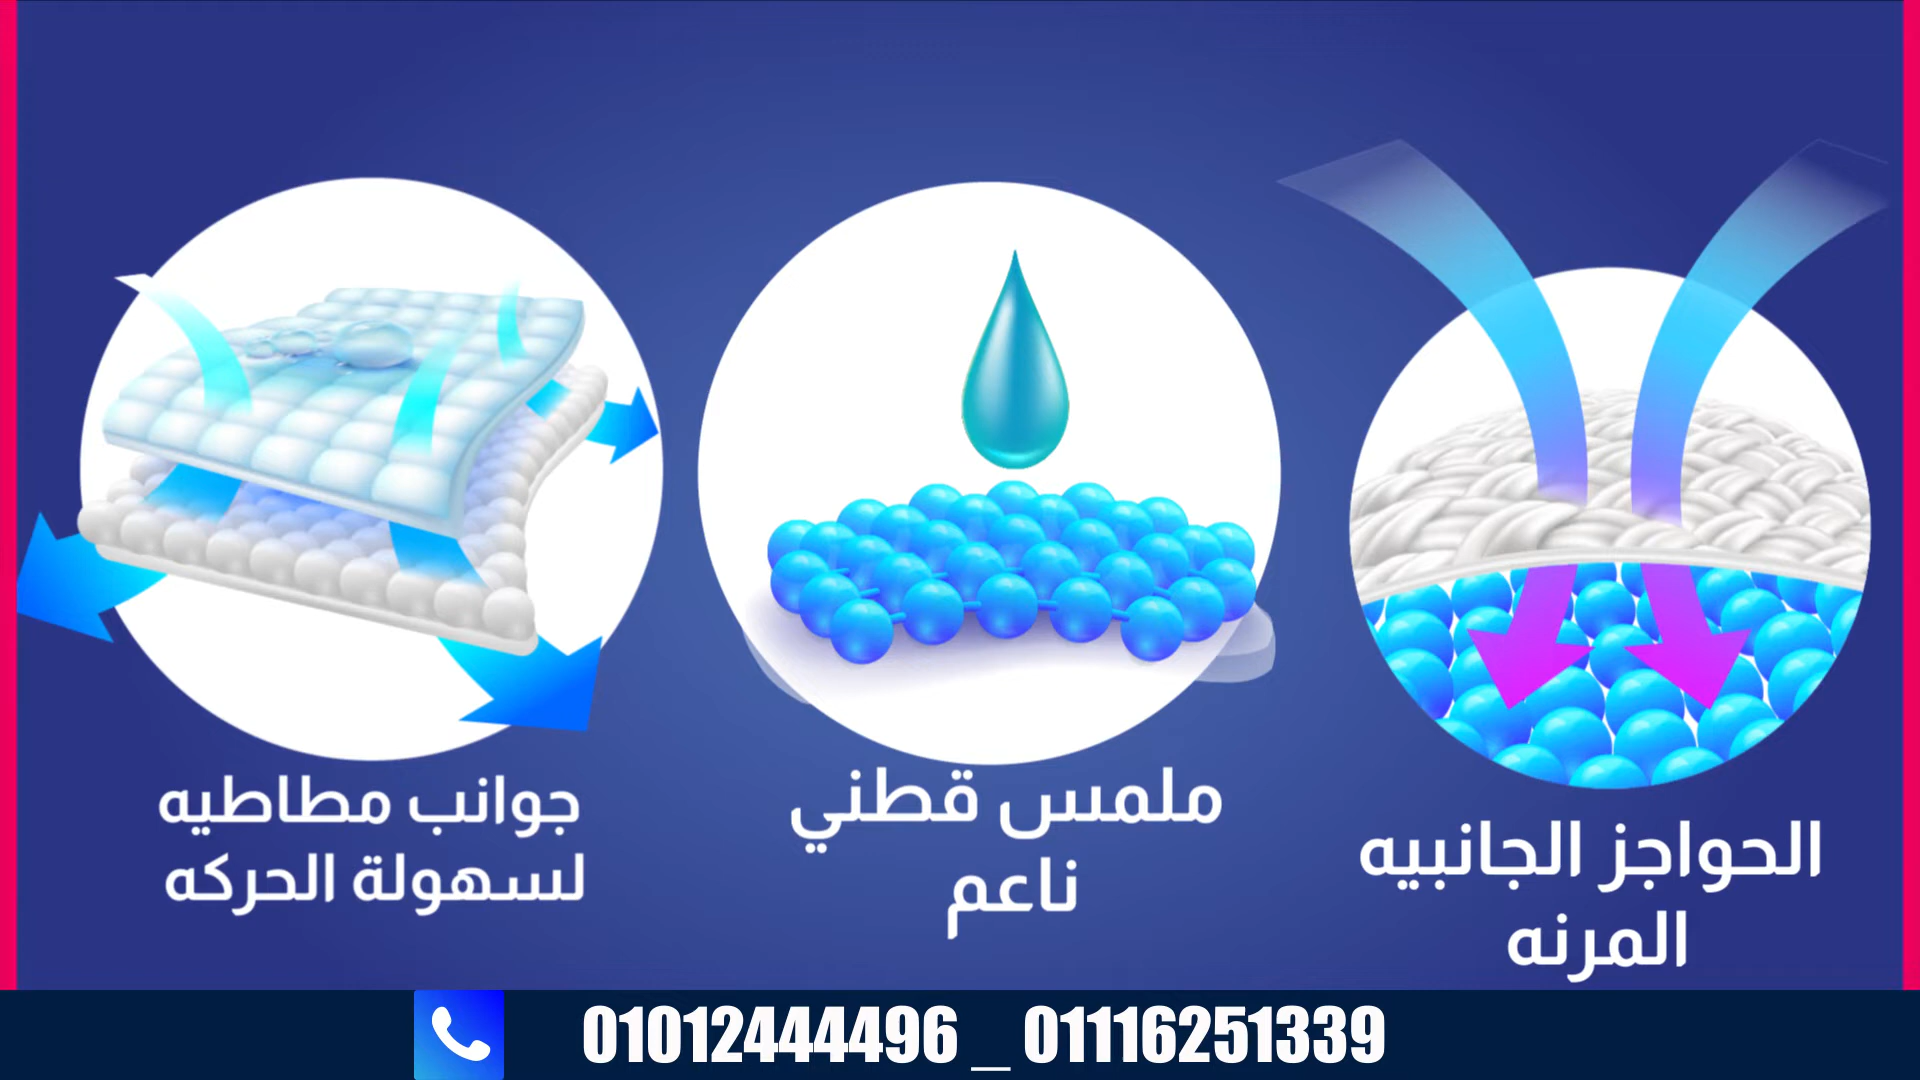 الحواجز الجانبيه
المرنه
ملمس قطني
ناعم
جوانب مطاطيه
لسهولة الحركه
01012444496 _ 01116251339